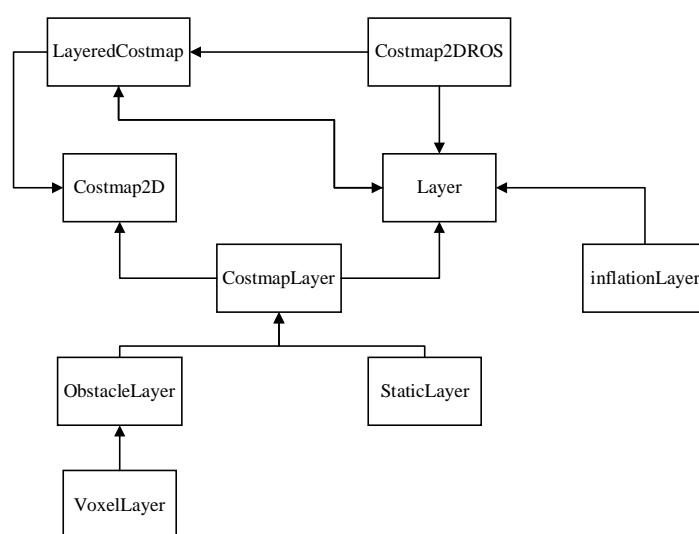 LayeredCostmap
Costmap2DROS
Costmap2D
Layer
CostmapLayer
inflationLayer
ObstacleLayer
StaticLayer
VoxelLayer